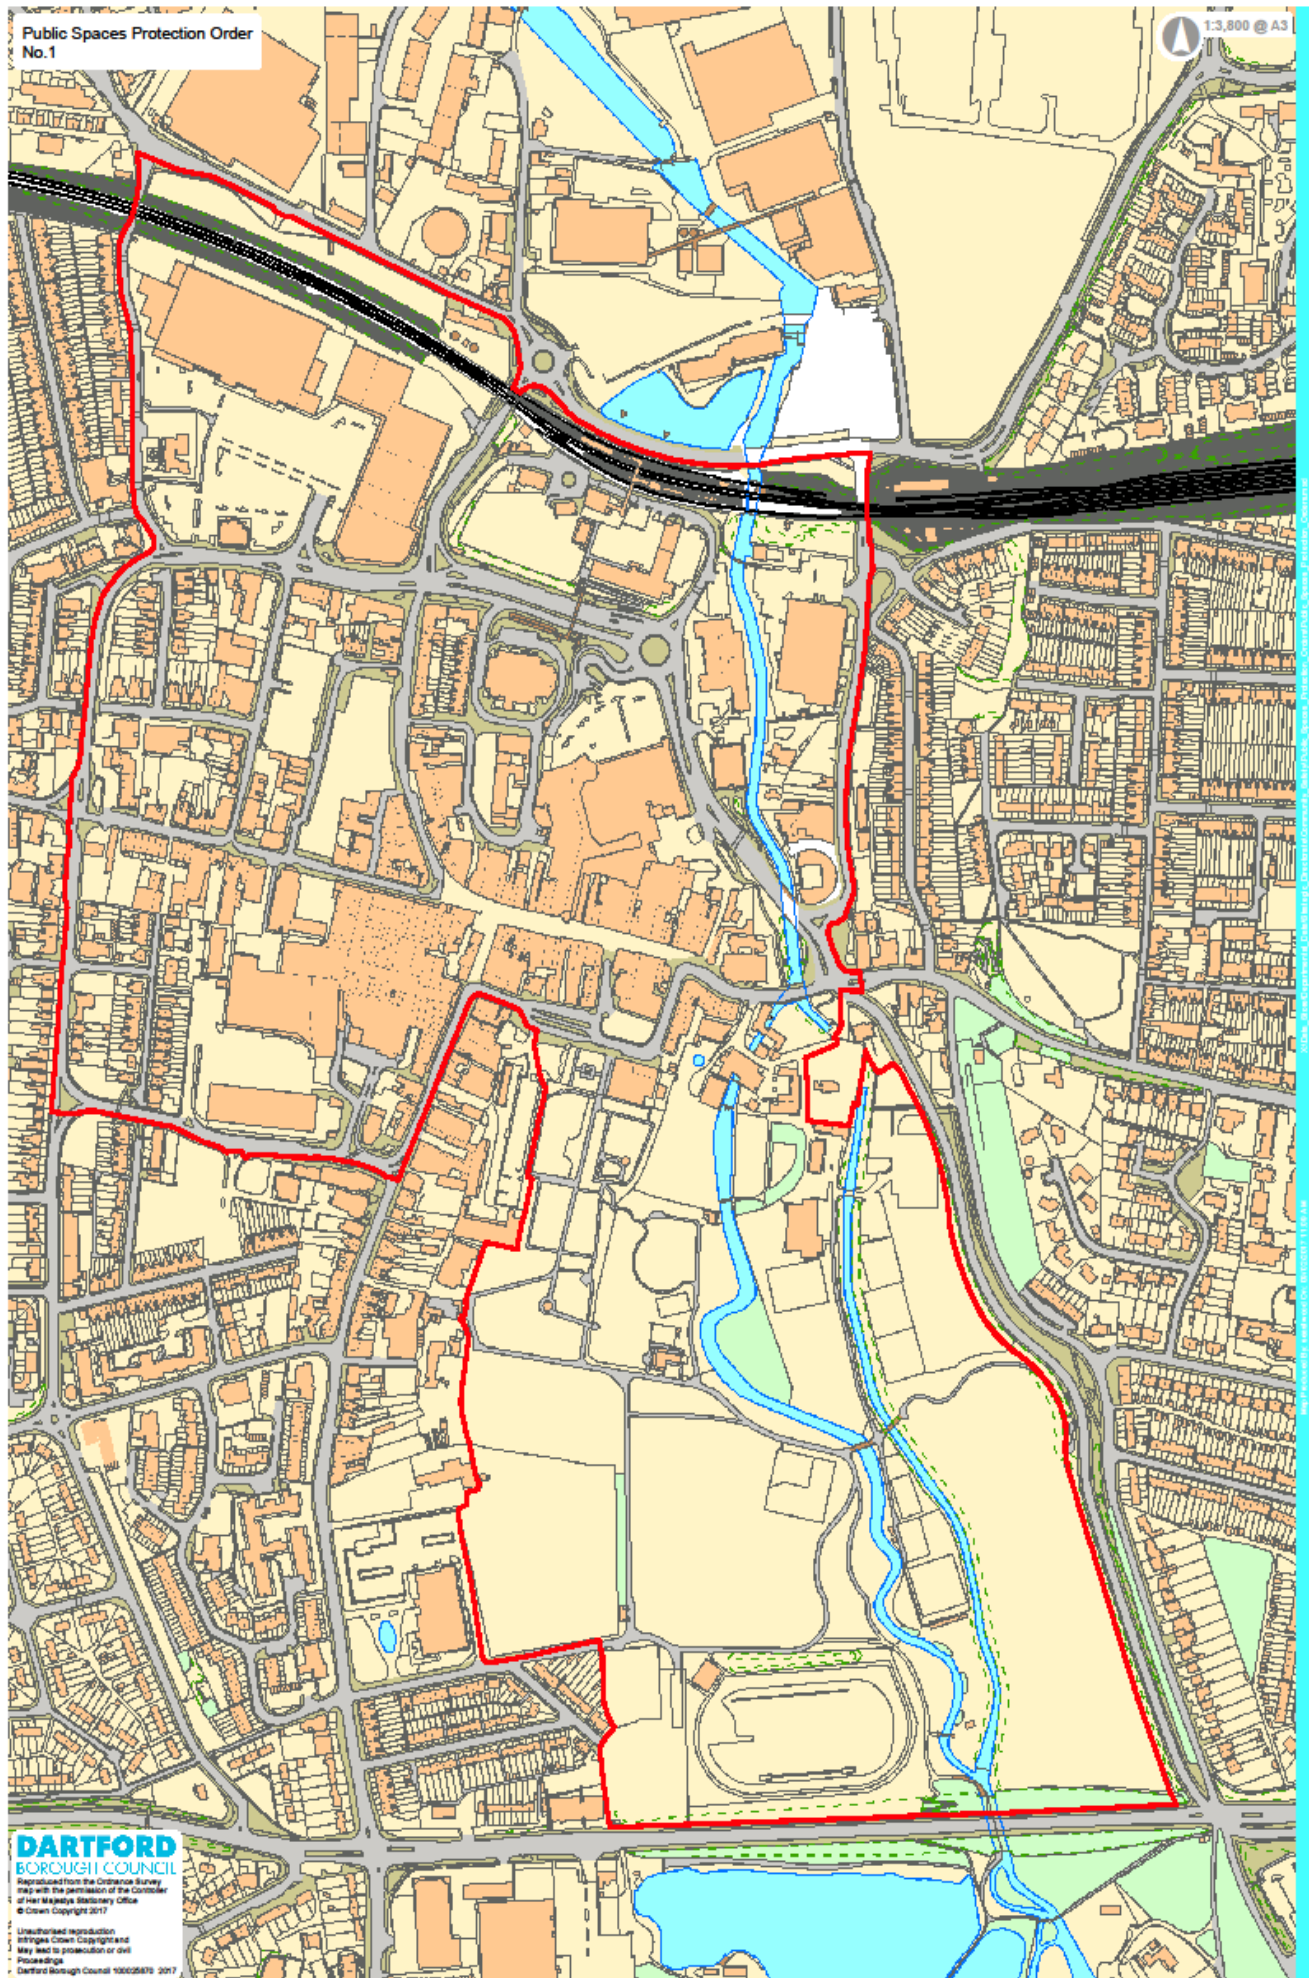 Public Spaces Protection Order
No.1
1:3,800 @ A3
DARTFORD
BOROUGH COUNCIL
Reproduced from the Ordnance Survey
map with the permission of the Controller
of Her Majestys Stationery Office
© Crown Copyright 2017
Unauthorised reproduction
Infringes Crown Copyright and
May lead to prosecution or civil
Proceedings
Dartford Borough Council 100025870 2017